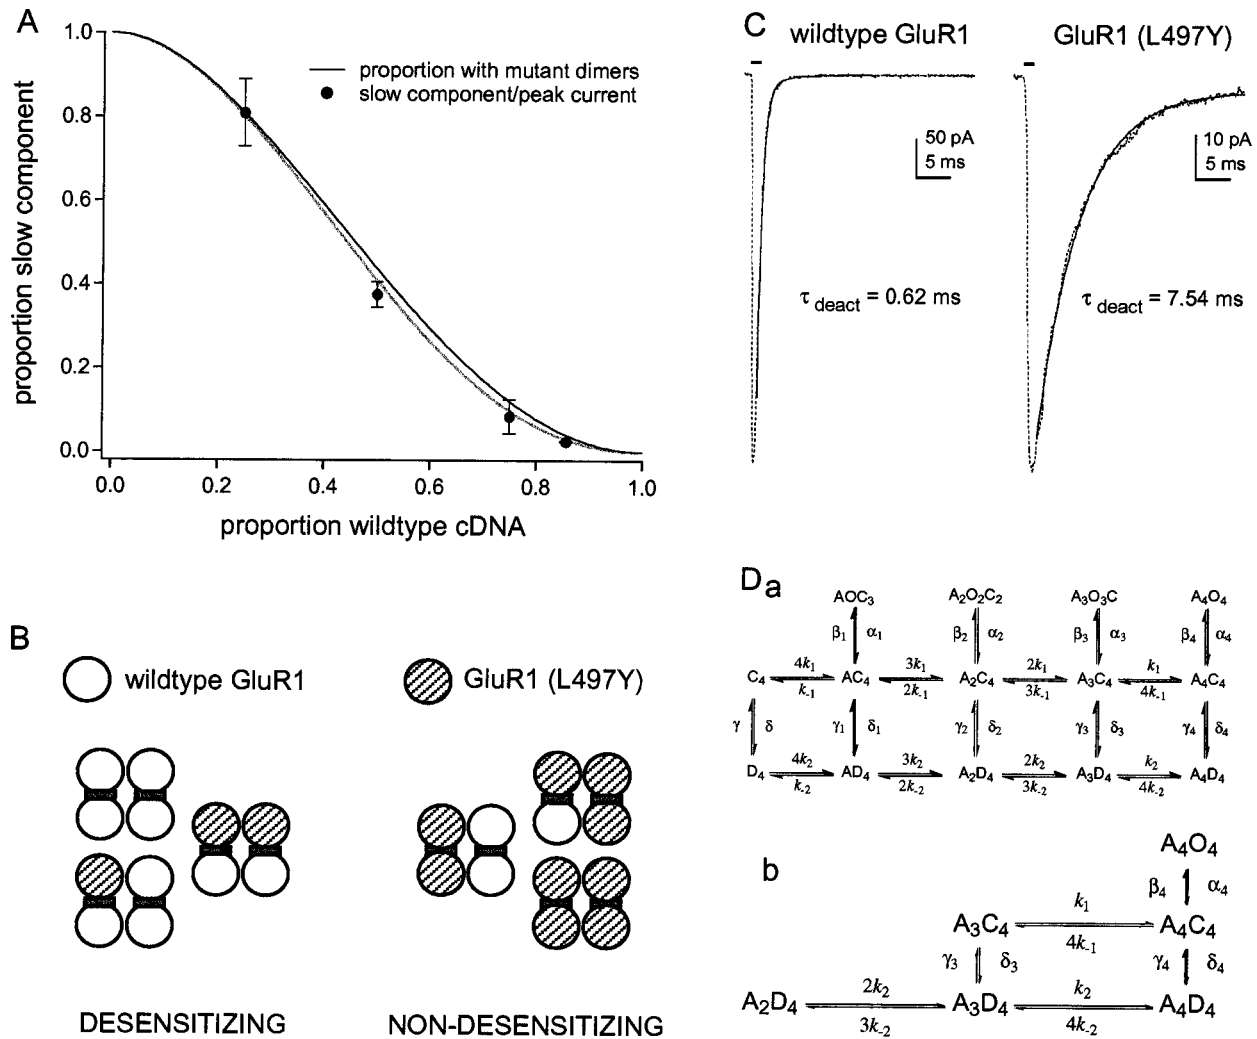 A
1.0
0.8
0.6
0.4
0.2
0.0
proportion slow component
proportion with mutant dimers
slow component/peak current
0.0 0.2 0.4 0.6 0.8 1.0
proportion wildtype cDNA
B
wildtype GluR1 GluR1 (L497Y)
DESENSITIZING NON-DESENSITIZING
C
wildtype GluR1 GluR1 (L497Y)
50 pA
5 ms
10 pA
5 ms
τ deact = 0.62 ms τ deact = 7.54 ms
D a
AOC₃ A₂O₂C₂ A₃O₃C A₄O₄
β₁ α₁ β₂ α₂ β₃ α₃ β₄ α₄
4k₁ 3k₁ 2k₁ k₁
C₄ AC₄ A₂C₄ A₃C₄ A₄C₄
k₋₁ 2k₋₁ 3k₋₁ 4k₋₁
γ δ γ₁ δ₁ γ₂ δ₂ γ₃ δ₃ γ₄ δ₄
4k₂ 3k₂ 2k₂ k₂
D₄ AD₄ A₂D₄ A₃D₄ A₄D₄
k₋₂ 2k₋₂ 3k₋₂ 4k₋₂
b
A₄O₄
β₄ α₄
k₁
A₃C₄ A₄C₄
4k₋₁
γ₃ δ₃ γ₄ δ₄
2k₂ k₂
A₂D₄ A₃D₄ A₄D₄
3k₋₂ 4k₋₂